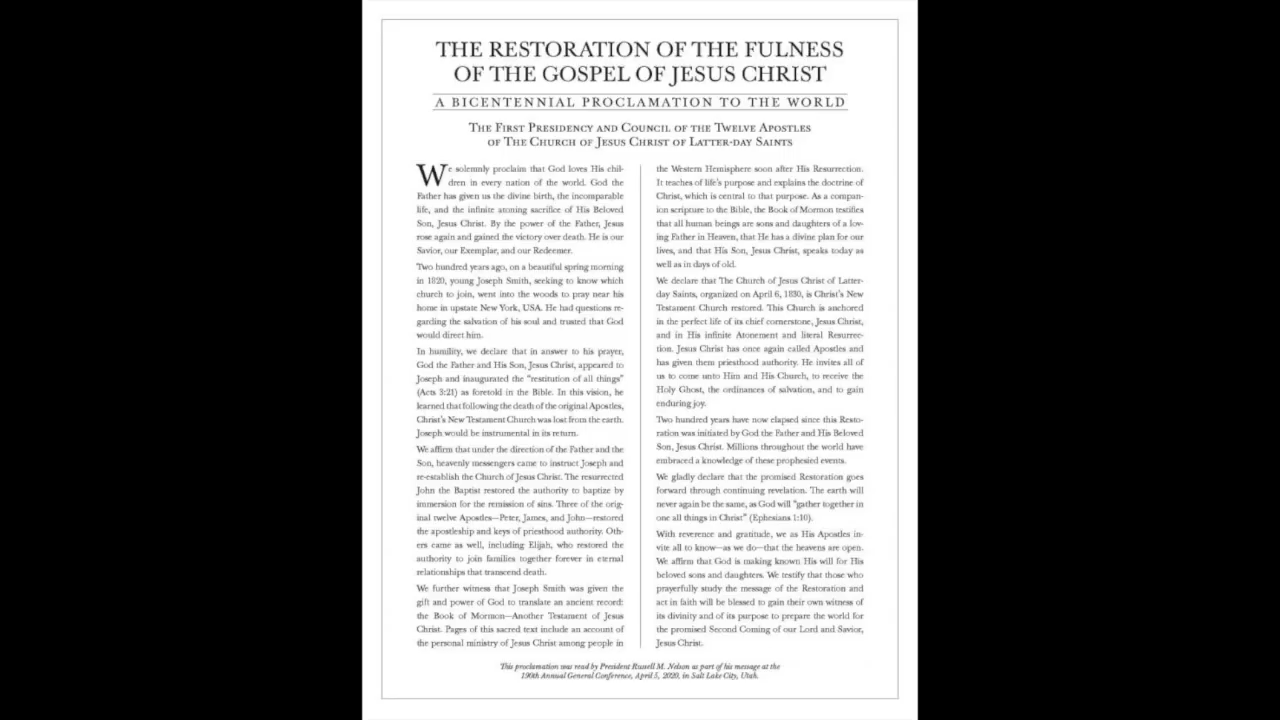 THE RESTORATION OF THE FULNESS
OF THE GOSPEL OF JESUS CHRIST
A BICENTENNIAL PROCLAMATION TO THE WORLD
The First Presidency and Council of the Twelve Apostles
of The Church of Jesus Christ of Latter-day Saints
We solemnly proclaim that God loves His chil-
dren in every nation of the world. God the
Father has given us the divine birth, the incomparable
life, and the infinite atoning sacrifice of His Beloved
Son, Jesus Christ. By the power of the Father, Jesus
rose again and gained the victory over death. He is our
Savior, our Exemplar, and our Redeemer.
Two hundred years ago, on a beautiful spring morning
in 1820, young Joseph Smith, seeking to know which
church to join, went into the woods to pray near his
home in upstate New York, USA. He had questions re-
garding the salvation of his soul and trusted that God
would direct him.
In humility, we declare that in answer to his prayer,
God the Father and His Son, Jesus Christ, appeared to
Joseph and inaugurated the “restitution of all things”
(Acts 3:21) as foretold in the Bible. In this vision, he
learned that following the death of the original Apostles,
Christ’s New Testament Church was lost from the earth.
Joseph would be instrumental in its return.
We affirm that under the direction of the Father and the
Son, heavenly messengers came to instruct Joseph and
re-establish the Church of Jesus Christ. The resurrected
John the Baptist restored the authority to baptize by
immersion for the remission of sins. Three of the orig-
inal twelve Apostles—Peter, James, and John—restored
the apostleship and keys of priesthood authority. Oth-
ers came as well, including Elijah, who restored the
authority to join families together forever in eternal
relationships that transcend death.
We further witness that Joseph Smith was given the
gift and power of God to translate an ancient record:
the Book of Mormon—Another Testament of Jesus
Christ. Pages of this sacred text include an account of
the personal ministry of Jesus Christ among people in
the Western Hemisphere soon after His Resurrection.
It teaches of life’s purpose and explains the doctrine of
Christ, which is central to that purpose. As a compan-
ion scripture to the Bible, the Book of Mormon testifies
that all human beings are sons and daughters of a lov-
ing Father in Heaven, that He has a divine plan for our
lives, and that His Son, Jesus Christ, speaks today as
well as in days of old.
We declare that The Church of Jesus Christ of Latter-
day Saints, organized on April 6, 1830, is Christ’s New
Testament Church restored. This Church is anchored
in the perfect life of its chief cornerstone, Jesus Christ,
and in His infinite Atonement and literal Resurrec-
tion. Jesus Christ has once again called Apostles and
has given them priesthood authority. He invites all of
us to come unto Him and His Church, to receive the
Holy Ghost, the ordinances of salvation, and to gain
enduring joy.
Two hundred years have now elapsed since this Resto-
ration was initiated by God the Father and His Beloved
Son, Jesus Christ. Millions throughout the world have
embraced a knowledge of these prophesied events.
We gladly declare that the promised Restoration goes
forward through continuing revelation. The earth will
never again be the same, as God will “gather together in
one all things in Christ” (Ephesians 1:10).
With reverence and gratitude, we as His Apostles in-
vite all to know—as we do—that the heavens are open.
We affirm that God is making known His will for His
beloved sons and daughters. We testify that those who
prayerfully study the message of the Restoration and
act in faith will be blessed to gain their own witness of
its divinity and of its purpose to prepare the world for
the promised Second Coming of our Lord and Savior,
Jesus Christ.
This proclamation was read by President Russell M. Nelson as part of his message at the
190th Annual General Conference, April 5, 2020, in Salt Lake City, Utah.